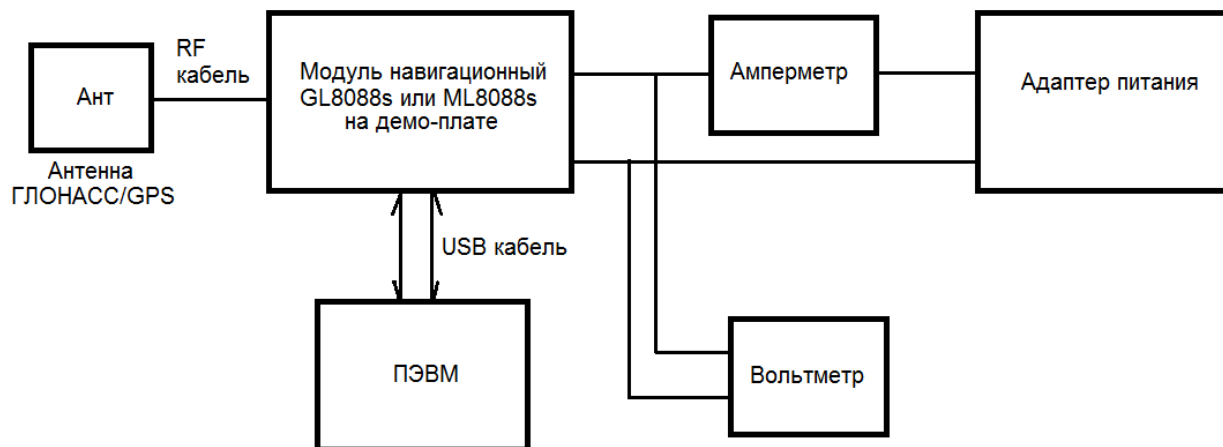 RF
кабель
Ант
Антенна
ГЛОНАСС/GPS
Модуль навигационный
GL8088s или ML8088s
на демо-плате
Амперметр
Адаптер питания
USB кабель
ПЭВМ
Вольтметр